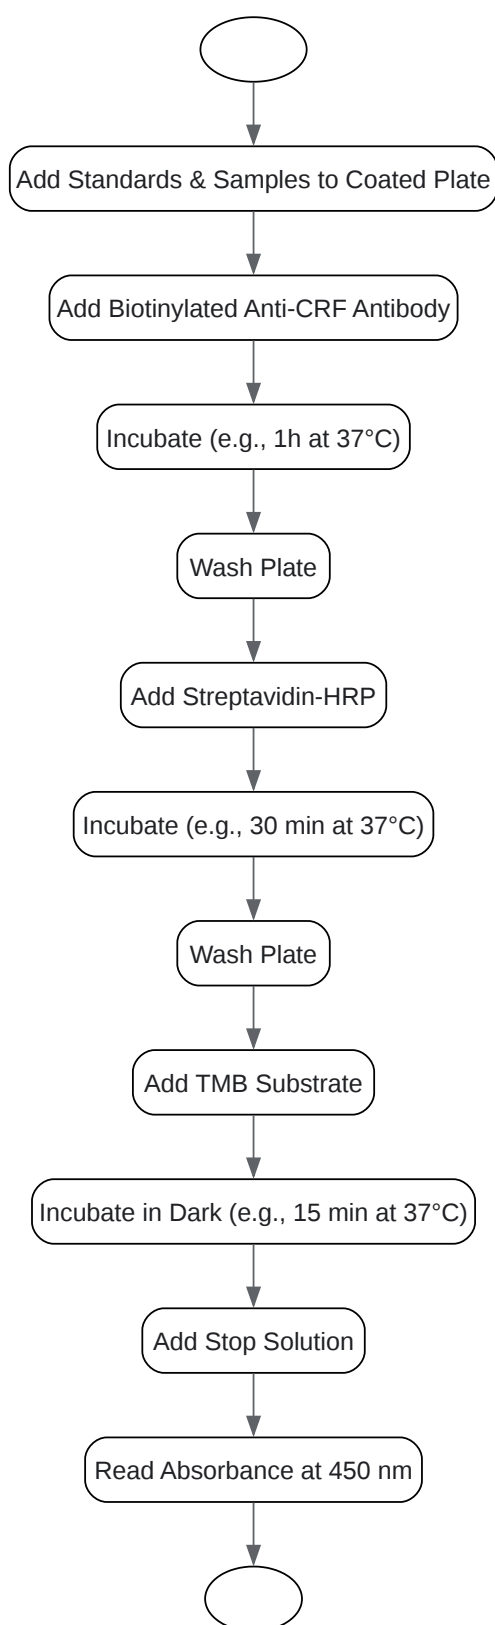 Add Standards & Samples to Coated Plate
Add Biotinylated Anti-CRF Antibody
Incubate (e.g., 1h at 37°C)
Wash Plate
Add Streptavidin-HRP
Incubate (e.g., 30 min at 37°C)
Wash Plate
Add TMB Substrate
Incubate in Dark (e.g., 15 min at 37°C)
Add Stop Solution
Read Absorbance at 450 nm